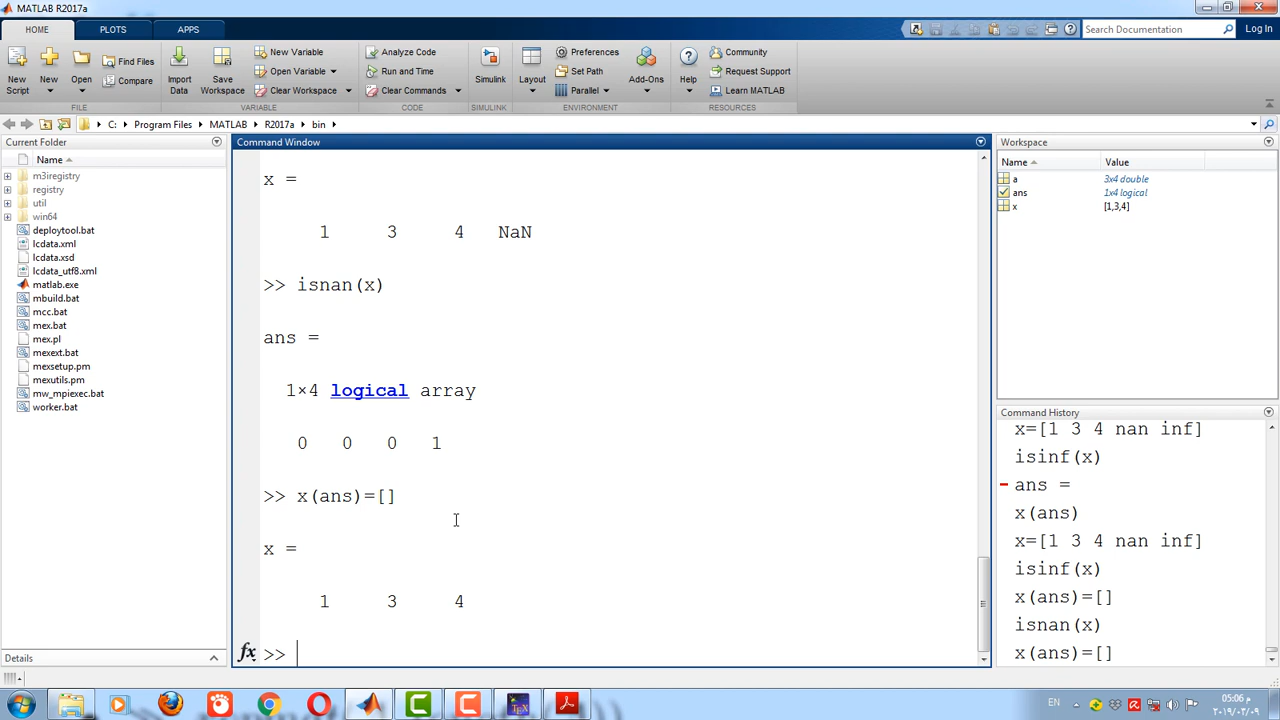 MATLAB R2017a
HOME
PLOTS
APPS
Search Documentation
Log In
New Script
New
Open
Find Files
Compare
Import Data
Save Workspace
New Variable
Open Variable
Clear Workspace
Analyze Code
Run and Time
Clear Commands
Simulink
Layout
Preferences
Set Path
Parallel
Add-Ons
Help
Community
Request Support
Learn MATLAB
FILE
VARIABLE
CODE
SIMULINK
ENVIRONMENT
RESOURCES
C: Program Files MATLAB R2017a bin
Current Folder
Name
m3iregistry
registry
util
win64
deploytool.bat
lcdata.xml
lcdata.xsd
lcdata_utf8.xml
matlab.exe
mbuild.bat
mcc.bat
mex.bat
mex.pl
mexext.bat
mexsetup.pm
mexutils.pm
mw_mpiexec.bat
worker.bat
Details
Command Window
x =
1 3 4 NaN
>> isnan(x)
ans =
1×4 logical array
0 0 0 1
>> x(ans)=[]
x =
1 3 4
fx >>
Workspace
Name Value
a 3x4 double
ans 1x4 logical
x [1,3,4]
Command History
x=[1 3 4 nan inf]
isinf(x)
ans =
x(ans)
x=[1 3 4 nan inf]
isinf(x)
x(ans)=[]
isnan(x)
x(ans)=[]
EN
05:06 م
٢٠١٩/٠٢/٠٩